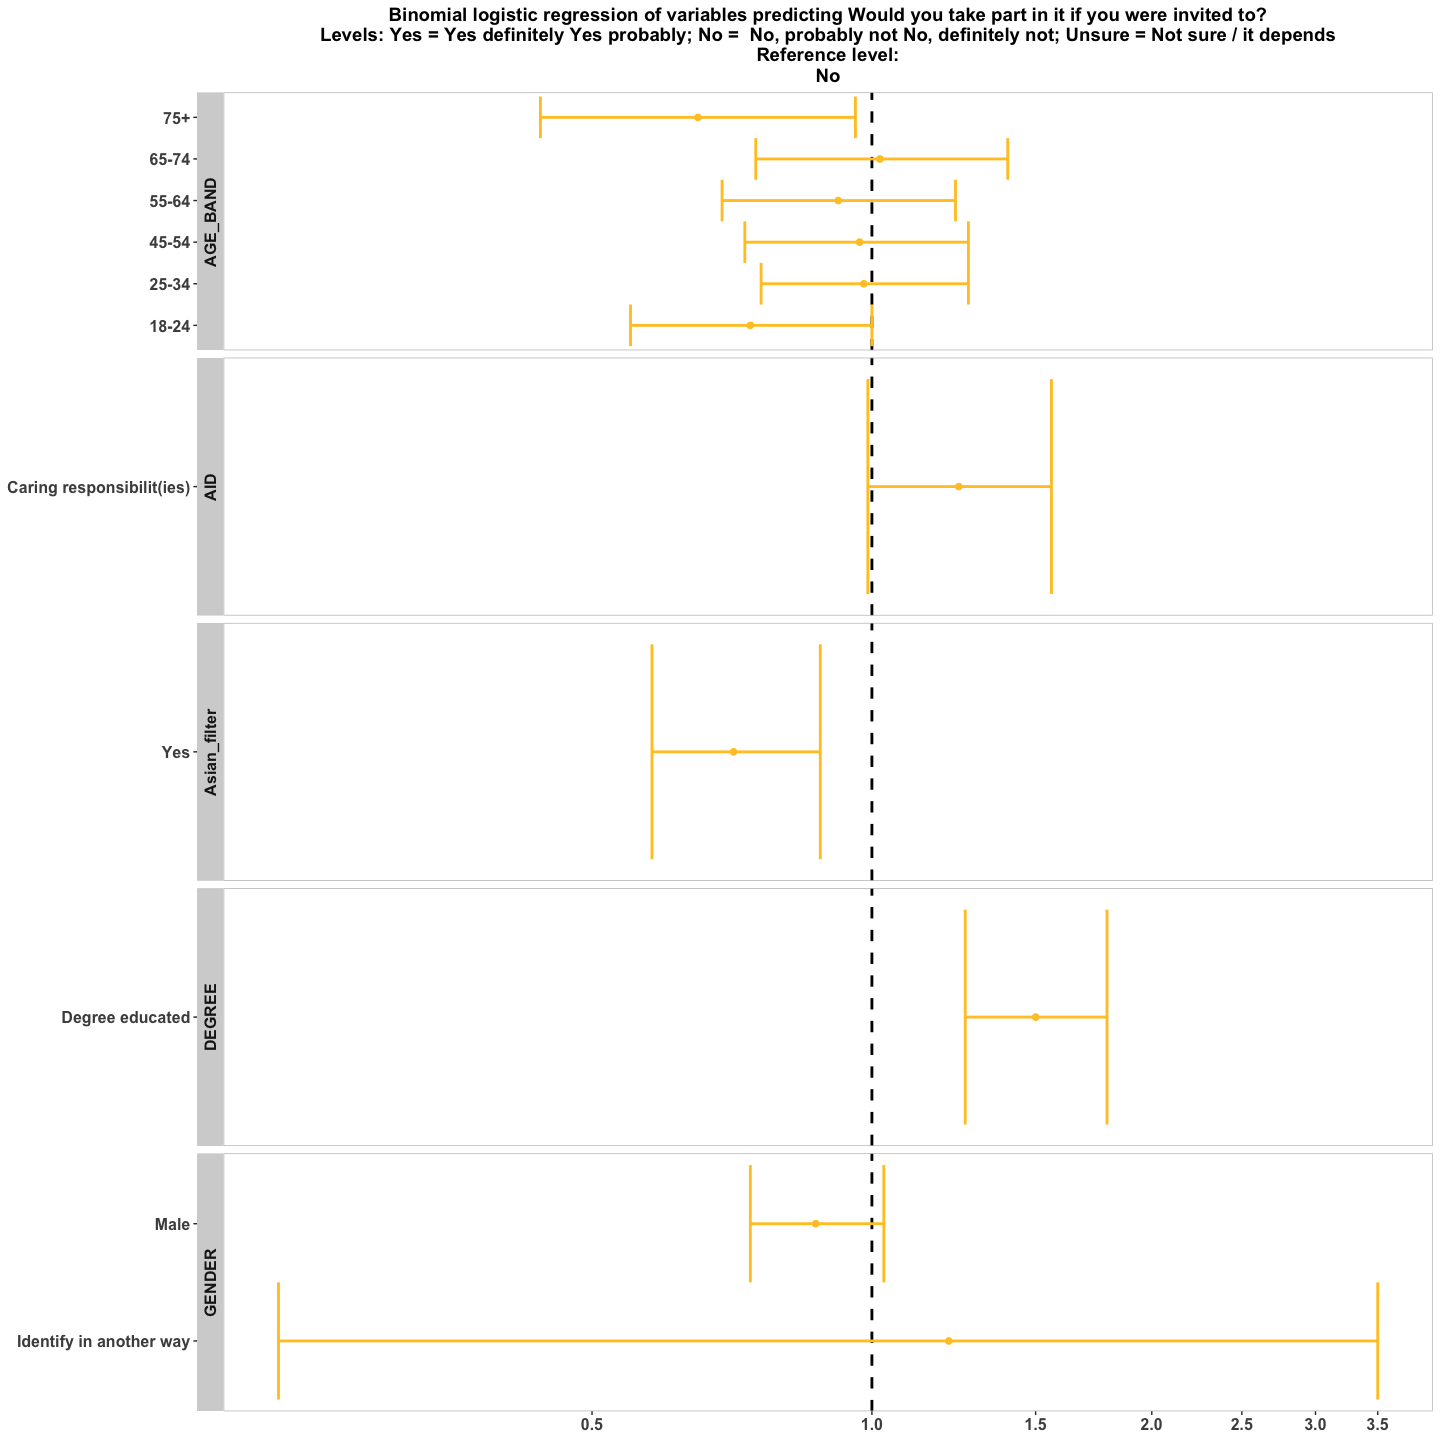 Binomial logistic regression of variables predicting Would you take part in it if you were invited to?
Levels: Yes = Yes definitely Yes probably; No =  No, probably not No, definitely not; Unsure = Not sure / it depends
Reference level:
No
AGE_BAND
75+
65-74
55-64
45-54
25-34
18-24
AID
Caring responsibilit(ies)
Asian_filter
Yes
DEGREE
Degree educated
GENDER
Male
Identify in another way
0.5 1.0 1.5 2.0 2.5 3.0 3.5